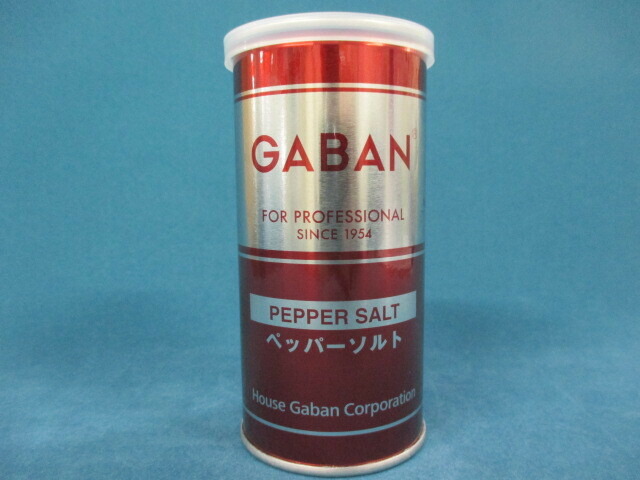 GABAN
FOR PROFESSIONAL
SINCE 1954
PEPPER SALT
ペッパーソルト
House Gaban Corporation